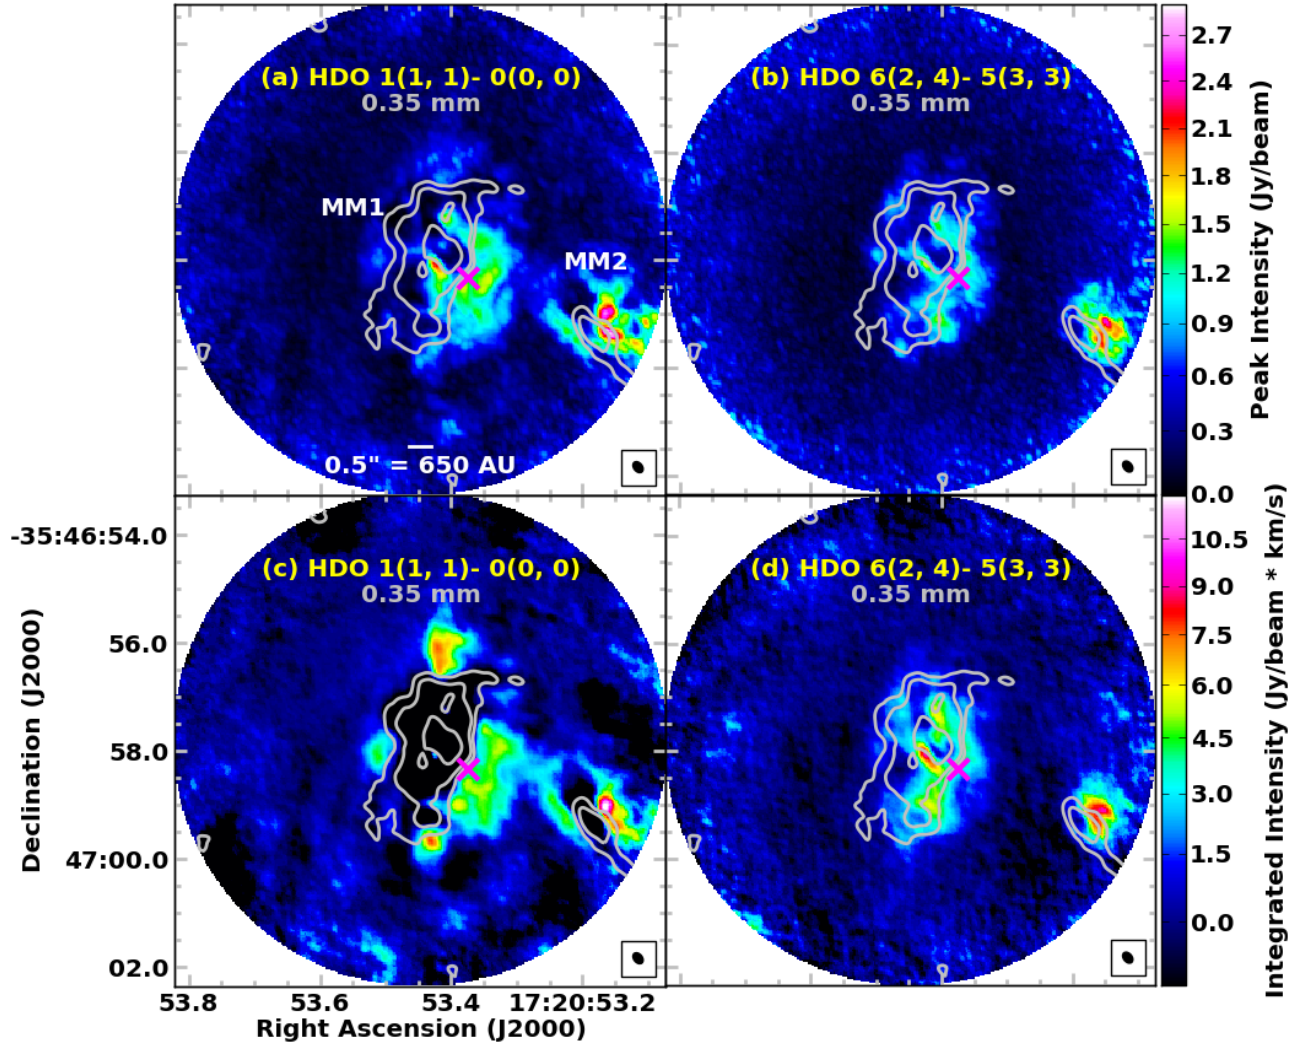 (a) HDO 1(1, 1)- 0(0, 0)
0.35 mm
MM1
MM2
0.5" = 650 AU
(b) HDO 6(2, 4)- 5(3, 3)
0.35 mm
2.7
2.4
2.1
1.8
1.5
1.2
0.9
0.6
0.3
0.0
Peak Intensity (Jy/beam)
(c) HDO 1(1, 1)- 0(0, 0)
0.35 mm
(d) HDO 6(2, 4)- 5(3, 3)
0.35 mm
10.5
9.0
7.5
6.0
4.5
3.0
1.5
0.0
Integrated Intensity (Jy/beam * km/s)
-35:46:54.0
56.0
58.0
47:00.0
02.0
Declination (J2000)
53.8 53.6 53.4 17:20:53.2
Right Ascension (J2000)